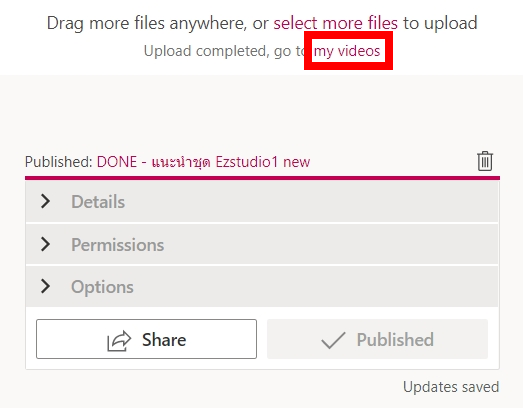 Drag more files anywhere, or select more files to upload
Upload completed, go to my videos
Published: DONE - แนะนำชุด Ezstudio1 new
Details
Permissions
Options
Share
Published
Updates saved